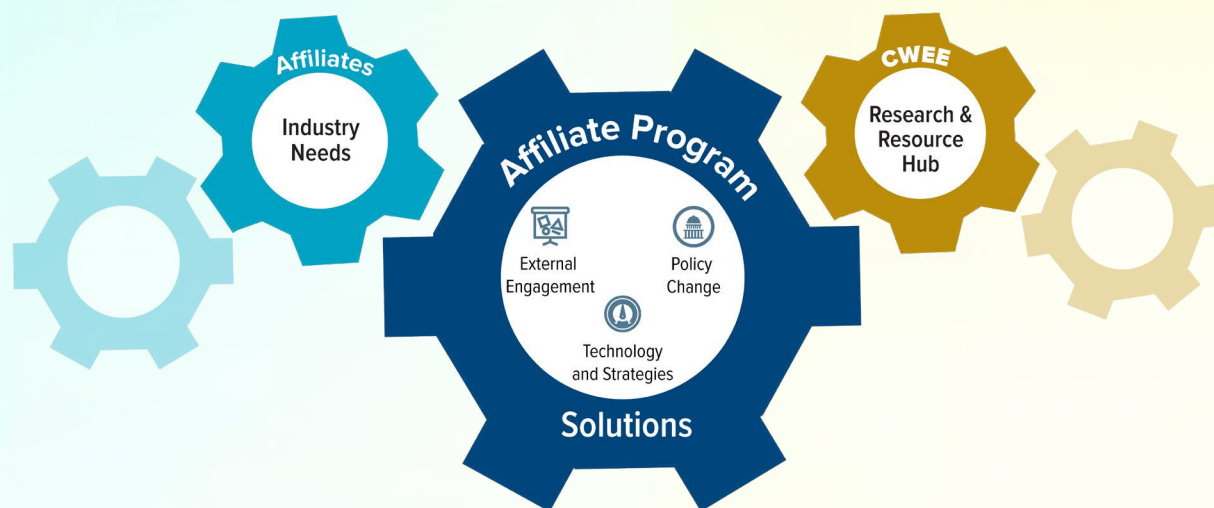 Affiliates
Industry
Needs
Affiliate Program
External
Engagement
Policy
Change
Technology
and Strategies
Solutions
CWEE
Research &
Resource
Hub